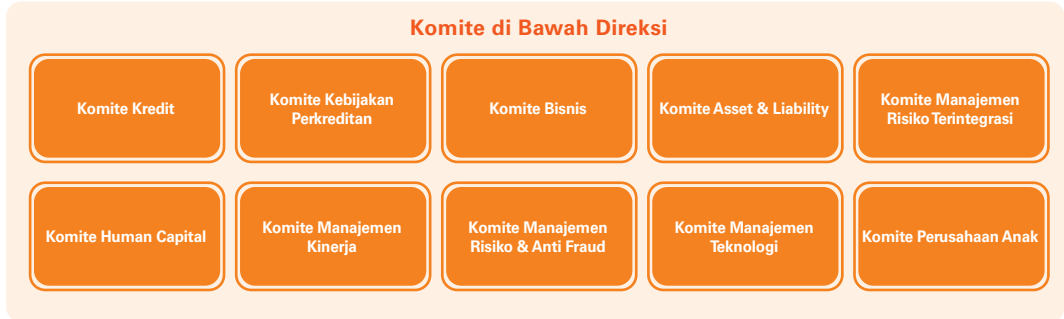 Komite di Bawah Direksi
Komite Kredit
Komite Kebijakan
Perkreditan
Komite Bisnis
Komite Asset & Liability
Komite Manajemen
Risiko Terintegrasi
Komite Human Capital
Komite Manajemen
Kinerja
Komite Manajemen
Risiko & Anti Fraud
Komite Manajemen
Teknologi
Komite Perusahaan Anak